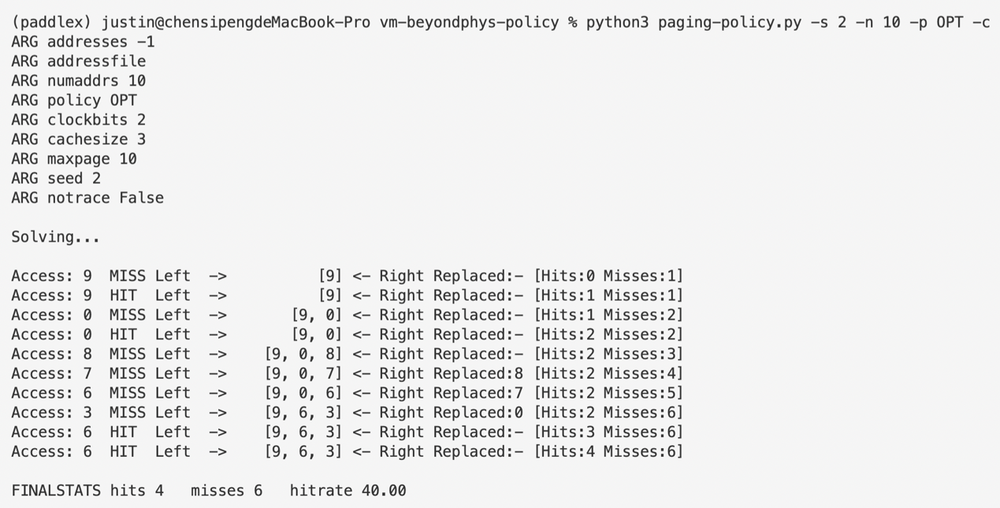 (paddlex) justin@chensipengdeMacBook-Pro vm-beyondphys-policy % python3 paging-policy.py -s 2 -n 10 -p OPT -c
ARG addresses -1
ARG addressfile
ARG numaddrs 10
ARG policy OPT
ARG clockbits 2
ARG cachesize 3
ARG maxpage 10
ARG seed 2
ARG notrace False

Solving...

Access: 9  MISS Left  ->          [9] <- Right Replaced:- [Hits:0 Misses:1]
Access: 9  HIT  Left  ->          [9] <- Right Replaced:- [Hits:1 Misses:1]
Access: 0  MISS Left  ->       [9, 0] <- Right Replaced:- [Hits:1 Misses:2]
Access: 0  HIT  Left  ->       [9, 0] <- Right Replaced:- [Hits:2 Misses:2]
Access: 8  MISS Left  ->    [9, 0, 8] <- Right Replaced:- [Hits:2 Misses:3]
Access: 7  MISS Left  ->    [9, 0, 7] <- Right Replaced:8 [Hits:2 Misses:4]
Access: 6  MISS Left  ->    [9, 0, 6] <- Right Replaced:7 [Hits:2 Misses:5]
Access: 3  MISS Left  ->    [9, 6, 3] <- Right Replaced:0 [Hits:2 Misses:6]
Access: 6  HIT  Left  ->    [9, 6, 3] <- Right Replaced:- [Hits:3 Misses:6]
Access: 6  HIT  Left  ->    [9, 6, 3] <- Right Replaced:- [Hits:4 Misses:6]

FINALSTATS hits 4   misses 6   hitrate 40.00